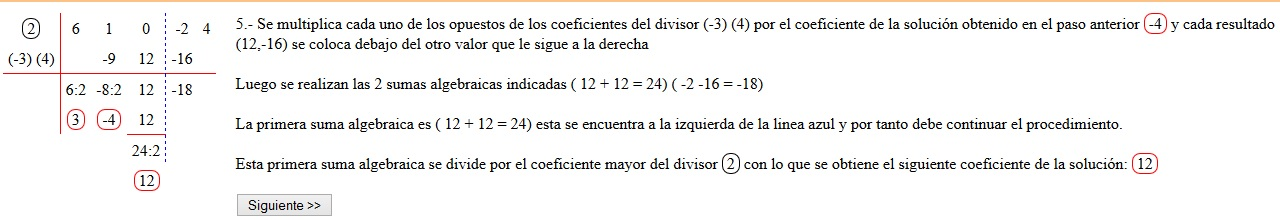 2 6 1 0 -2 4
(-3) (4) -9 12 -16
6:2 -8:2 12 -18
3 -4 12
24:2
12
5.- Se multiplica cada uno de los opuestos de los coeficientes del divisor (-3) (4) por el coeficiente de la solución obtenido en el paso anterior -4 y cada resultado
(12,-16) se coloca debajo del otro valor que le sigue a la derecha
Luego se realizan las 2 sumas algebraicas indicadas ( 12 + 12 = 24) ( -2 -16 = -18)
La primera suma algebraica es ( 12 + 12 = 24) esta se encuentra a la izquierda de la linea azul y por tanto debe continuar el procedimiento.
Esta primera suma algebraica se divide por el coeficiente mayor del divisor 2 con lo que se obtiene el siguiente coeficiente de la solución: 12
Siguiente >>